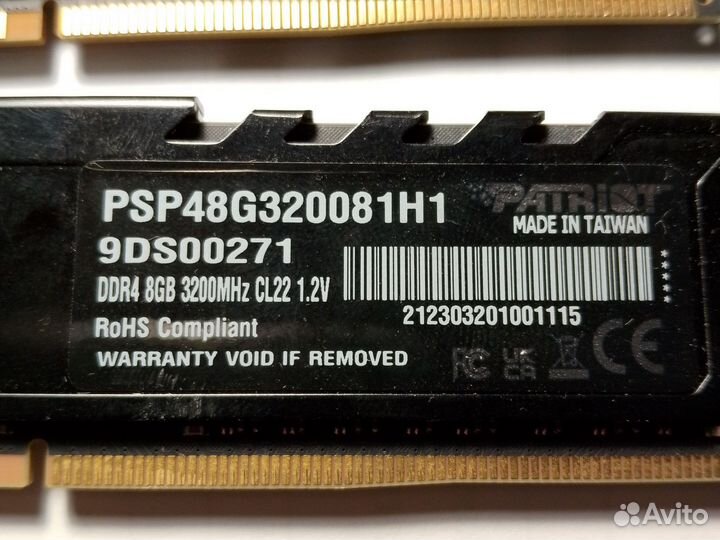 PSP48G320081H1
PATRIOT
MADE IN TAIWAN
9DS00271
DDR4 8GB 3200MHz CL22 1.2V
212303201001115
*****
RoHS Compliant
WARRANTY VOID IF REMOVED
FC UK CA CE
Avito